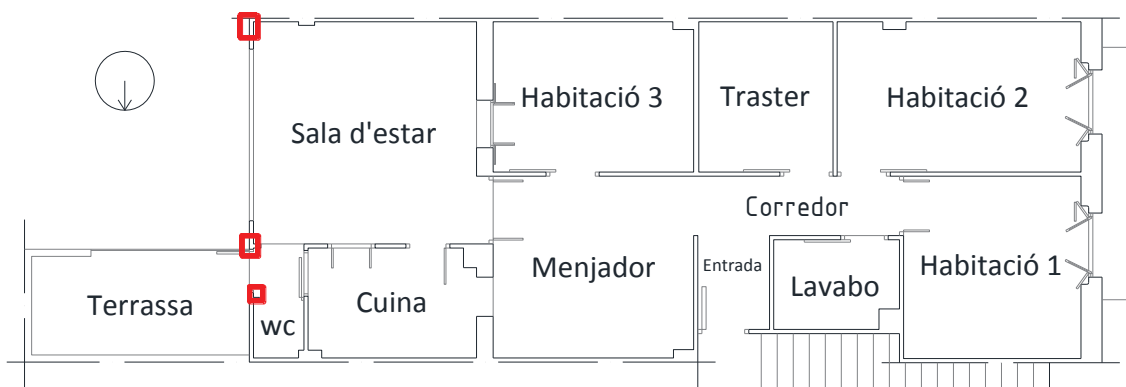 Habitació 3
Traster
Habitació 2
Sala d'estar
Corredor
Menjador
Entrada
Habitació 1
Lavabo
Terrassa
Cuina
wc